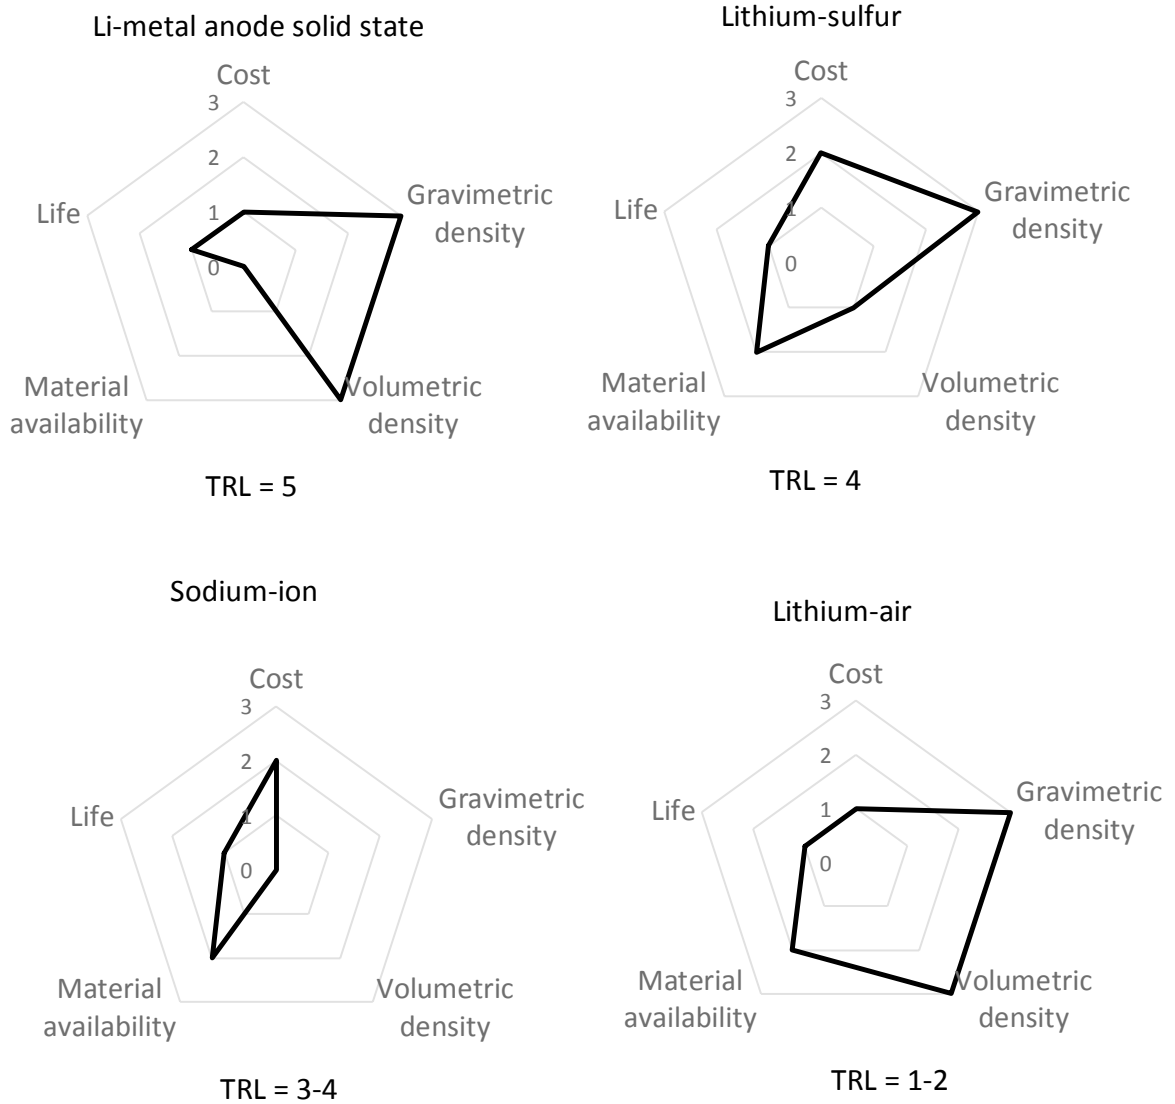 Li-metal anode solid state
Cost
3
2
1
0
Gravimetric
density
Life
Material
availability
Volumetric
density
TRL = 5
Lithium-sulfur
Cost
3
2
1
0
Gravimetric
density
Life
Material
availability
Volumetric
density
TRL = 4
Sodium-ion
Cost
3
2
1
0
Gravimetric
density
Life
Material
availability
Volumetric
density
TRL = 3-4
Lithium-air
Cost
3
2
1
0
Gravimetric
density
Life
Material
availability
Volumetric
density
TRL = 1-2